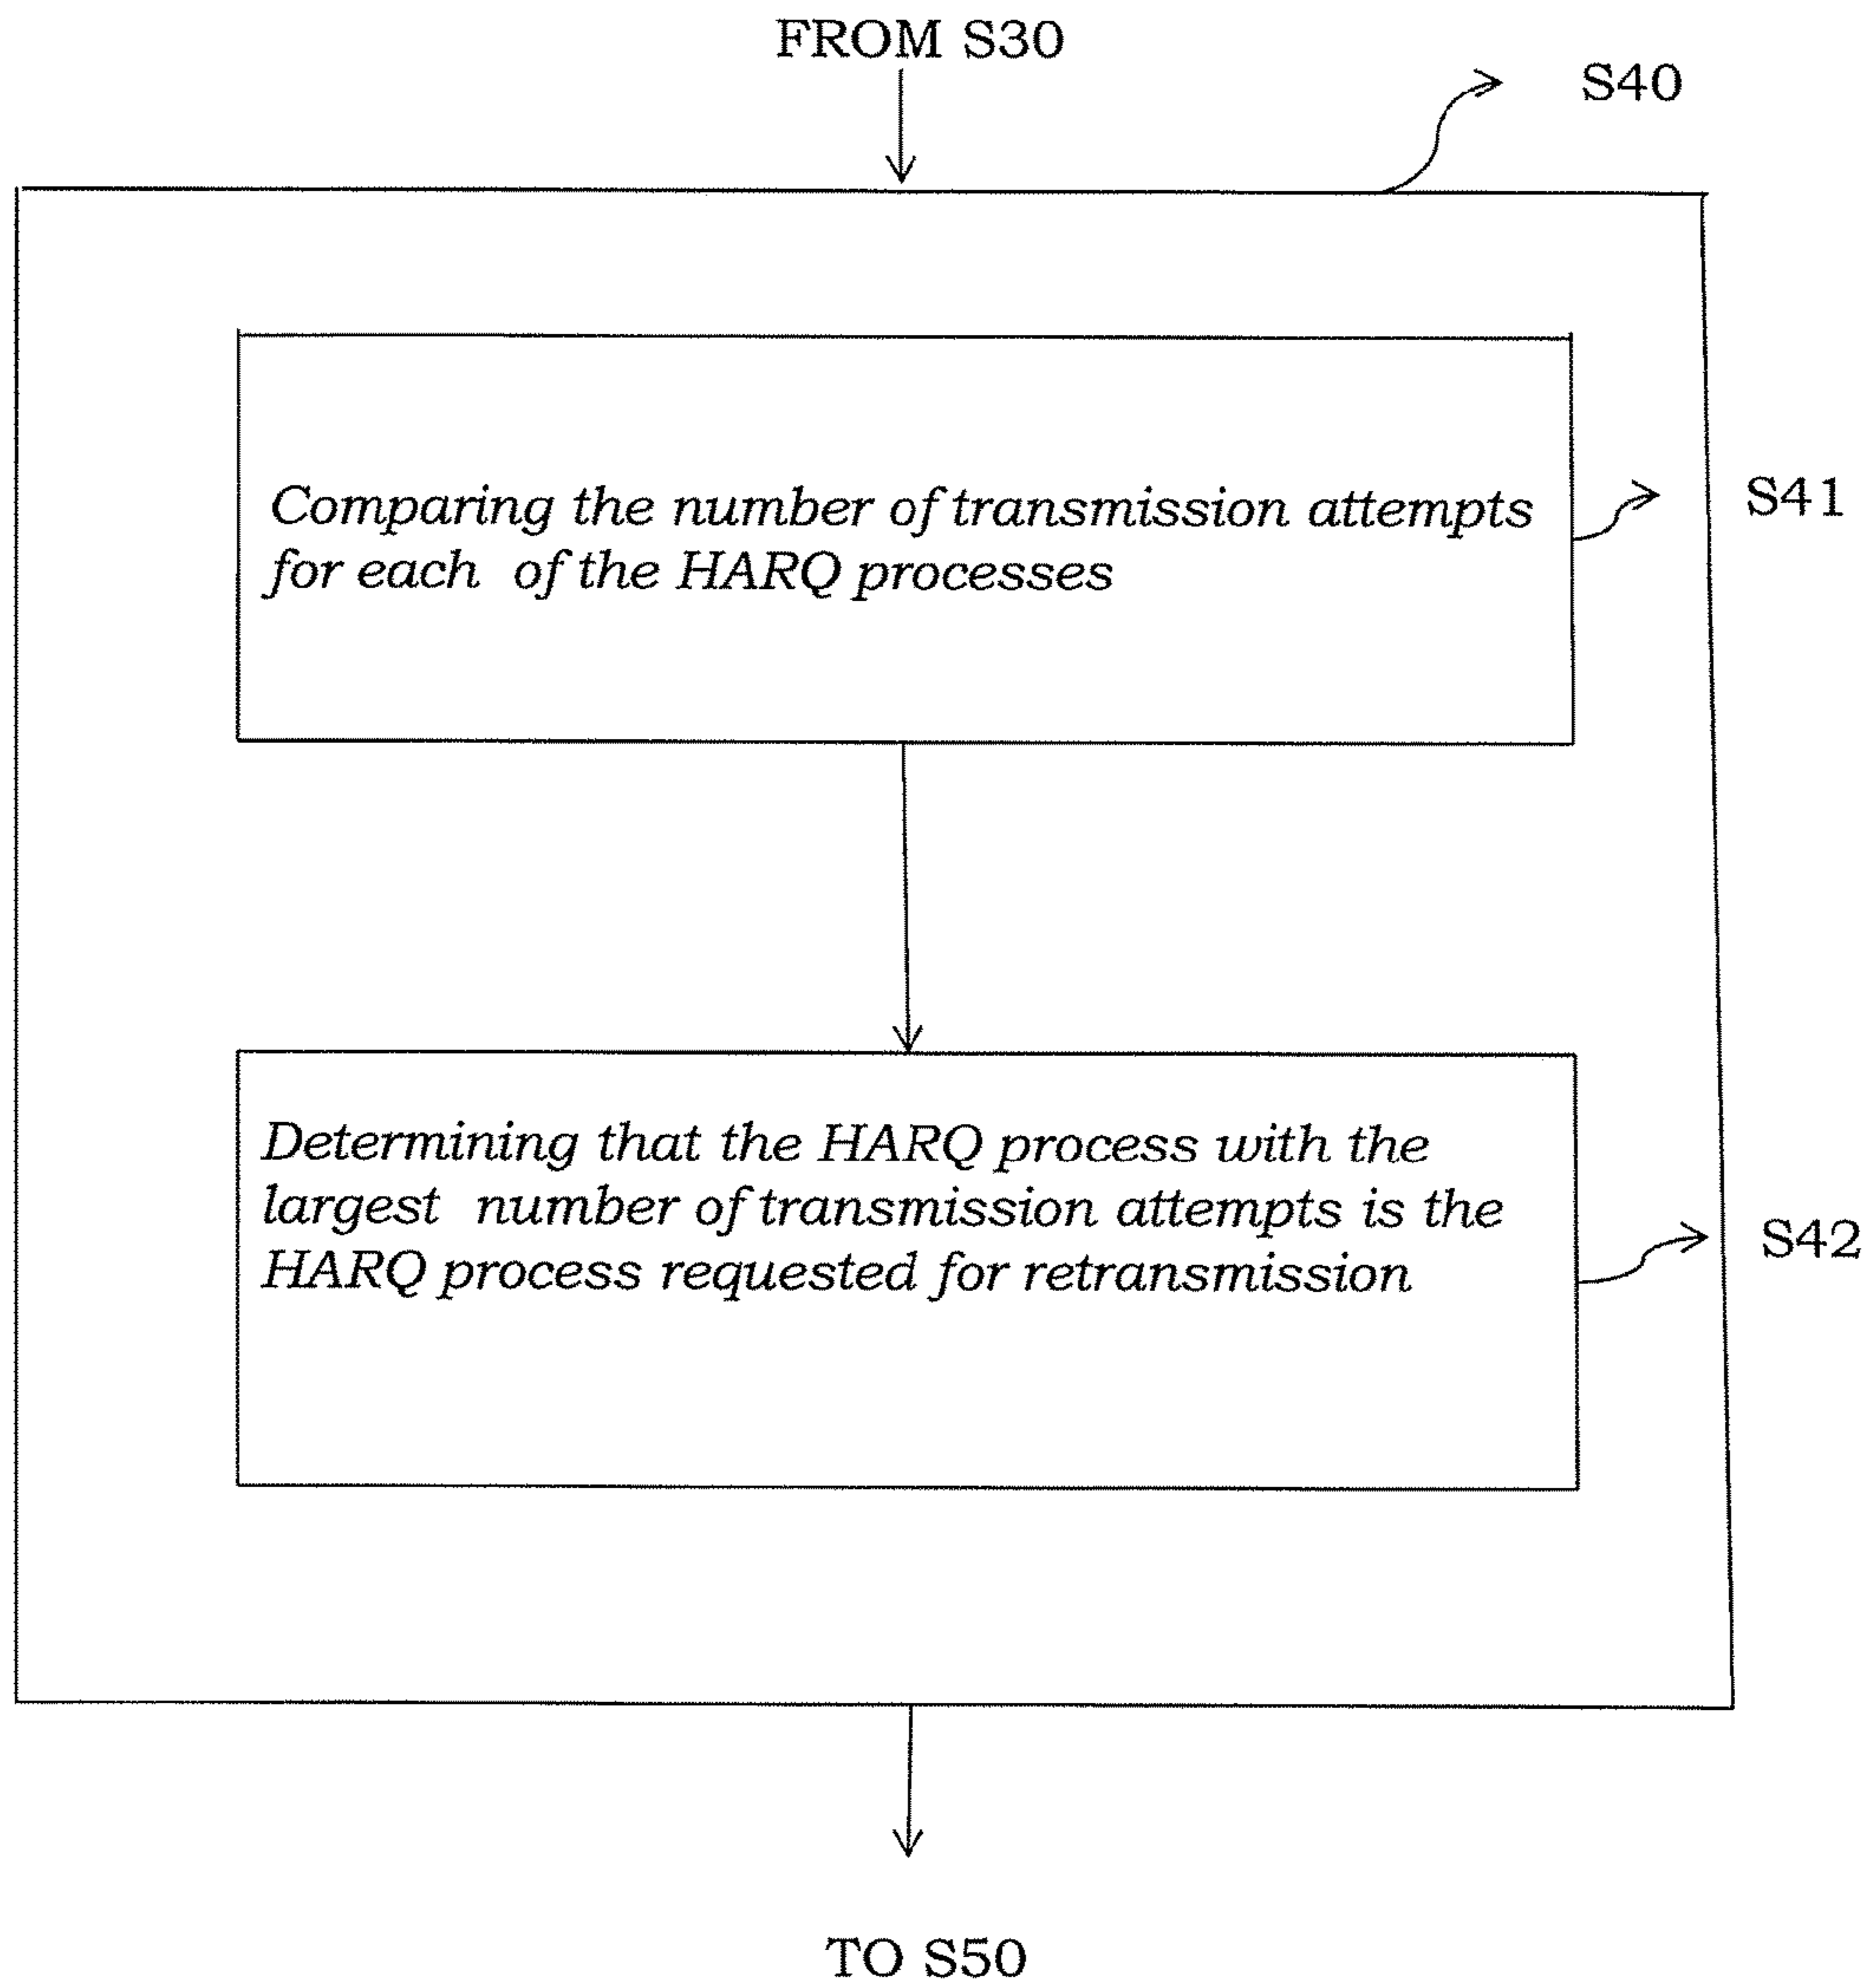 FROM S30
S40
Comparing the number of transmission attempts
for each of the HARQ processes
S41
Determining that the HARQ process with the
largest number of transmission attempts is the
HARQ process requested for retransmission
S42
TO S50